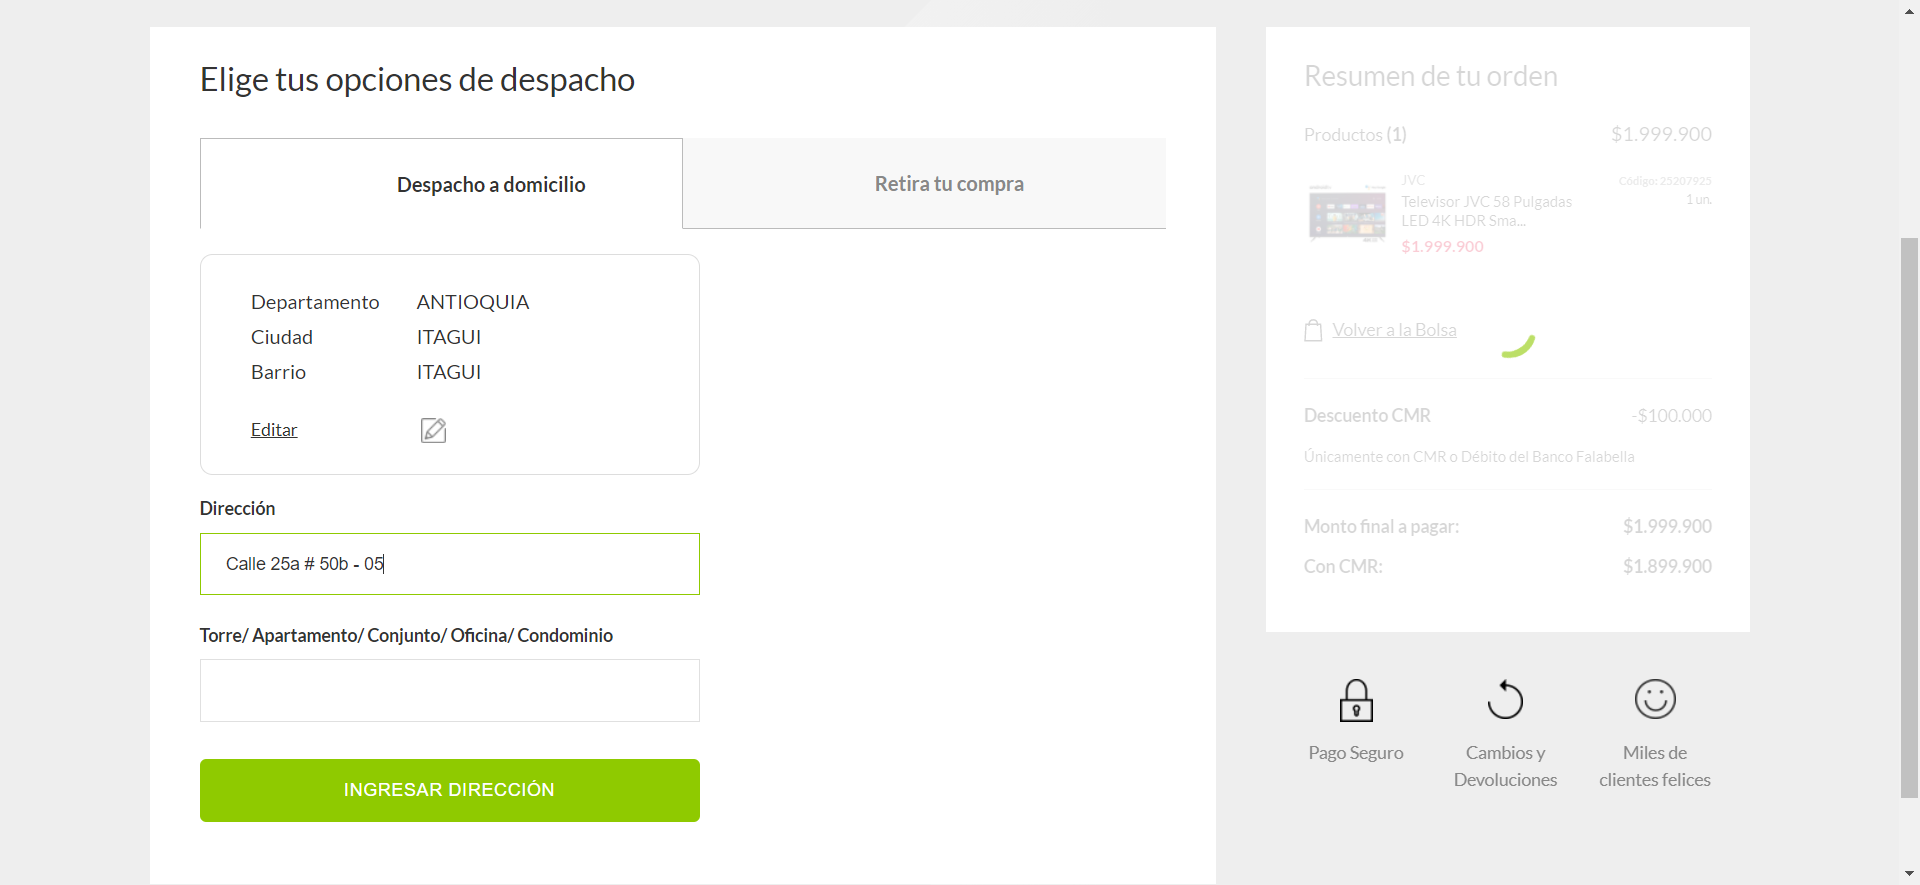 Elige tus opciones de despacho
Despacho a domicilio
Retira tu compra
Departamento ANTIOQUIA
Ciudad ITAGUI
Barrio ITAGUI
Editar
Dirección
Calle 25a # 50b - 05
Torre/ Apartamento/ Conjunto/ Oficina/ Condominio
INGRESAR DIRECCIÓN
Resumen de tu orden
Productos (1) $1.999.900
JVC Código: 25207925
Televisor JVC 58 Pulgadas 1 un.
LED 4K HDR Sma...
$1.999.900
Volver a la Bolsa
Descuento CMR -$100.000
Únicamente con CMR o Débito del Banco Falabella
Monto final a pagar: $1.999.900
Con CMR: $1.899.900
Pago Seguro
Cambios y
Devoluciones
Miles de
clientes felices